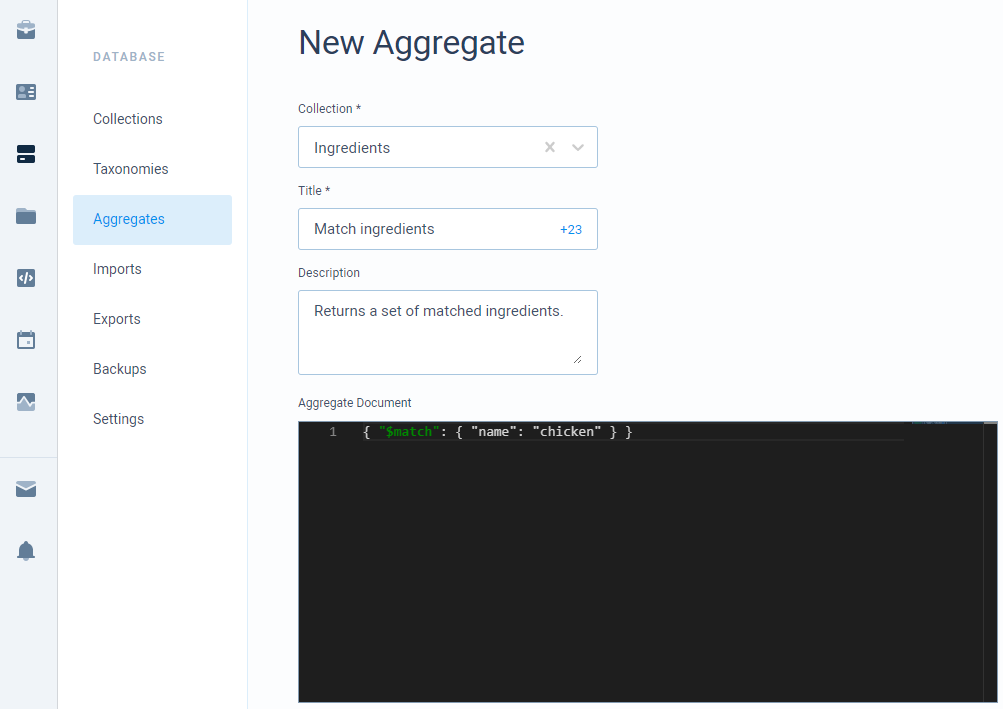 DATABASE
Collections
Taxonomies
Aggregates
Imports
Exports
Backups
Settings
New Aggregate
Collection *
Ingredients
Title *
Match ingredients +23
Description
Returns a set of matched ingredients.
Aggregate Document
1 { "$match": { "name": "chicken" } }